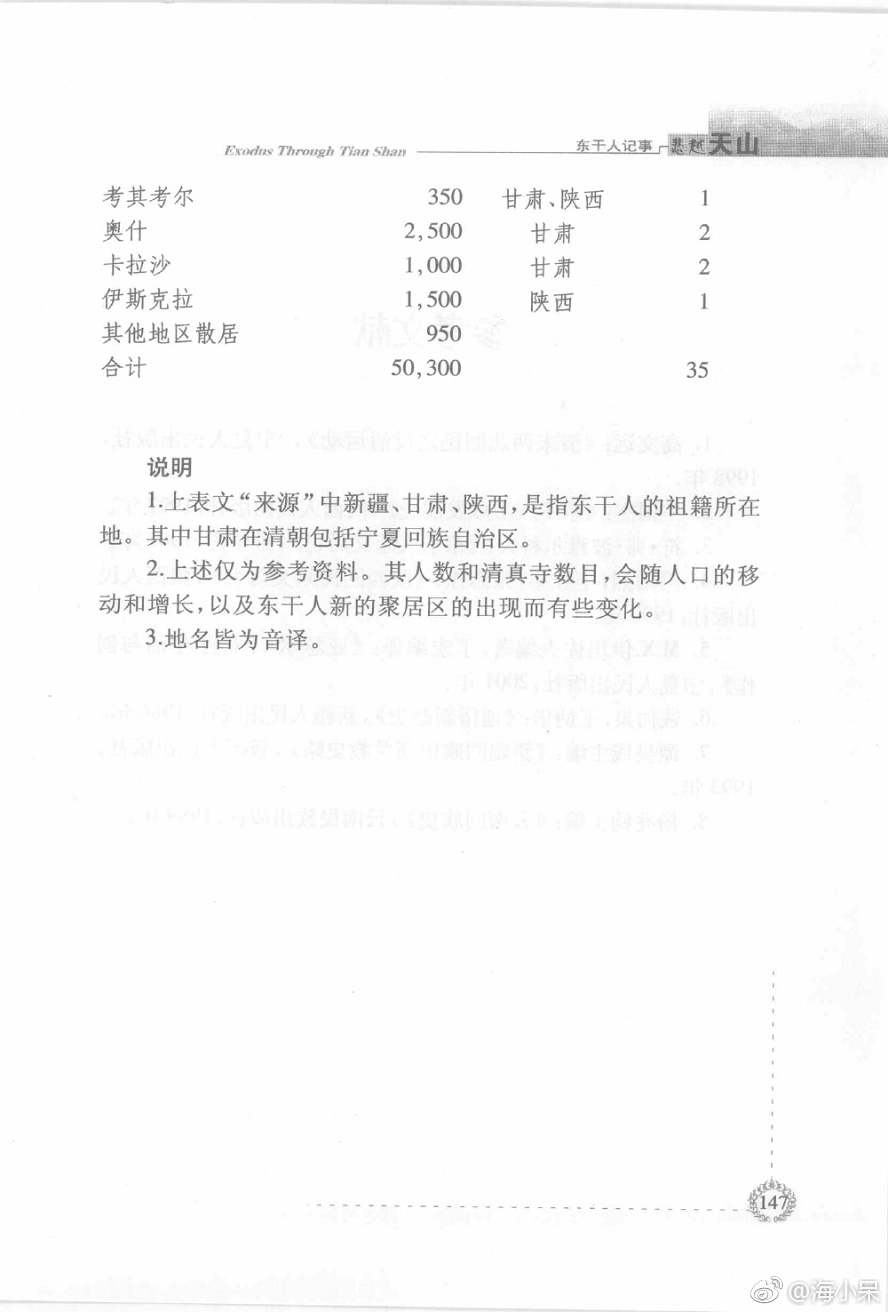 Exodus Through Tian Shan 东干人记事 悲越天山
考其考尔 350 甘肃、陕西 1
奥什 2,500 甘肃 2
卡拉沙 1,000 甘肃 2
伊斯克拉 1,500 陕西 1
其他地区散居 950
合计 50,300 35
说明
1.上表文“来源”中新疆、甘肃、陕西,是指东干人的祖籍所在
地。其中甘肃在清朝包括宁夏回族自治区。
2.上述仅为参考资料。其人数和清真寺数目,会随人口的移
动和增长,以及东干人新的聚居区的出现而有些变化。
3.地名皆为音译。
147
@海小呆